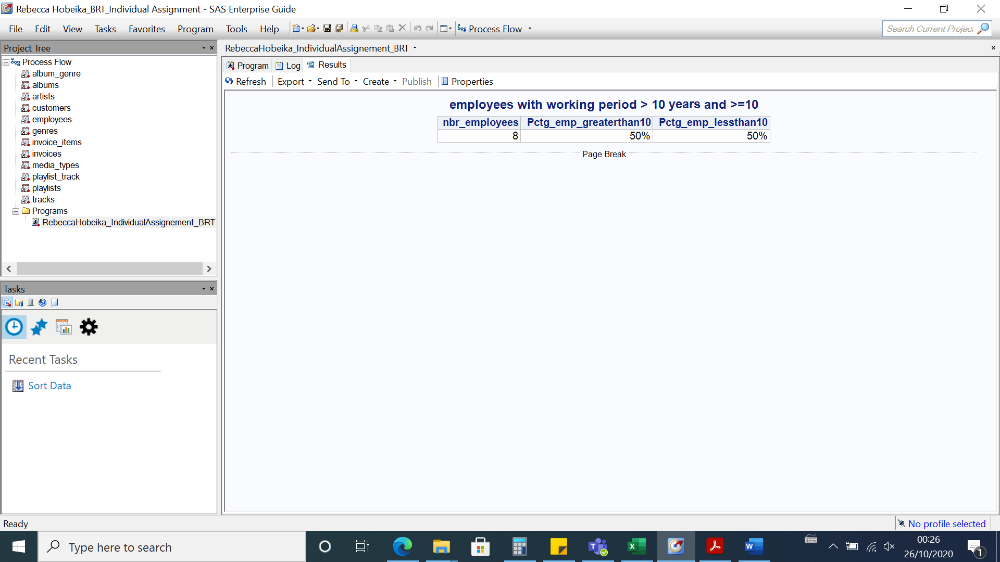 Rebecca Hobeika_BRT_Individual Assignment - SAS Enterprise Guide
File Edit View Tasks Favorites Program Tools Help Process Flow Search Current Project
Project Tree
Process Flow
album_genre
albums
artists
customers
employees
genres
invoice_items
invoices
media_types
playlist_track
playlists
tracks
Programs
RebeccaHobeika_IndividualAssignement_BRT
Tasks
Recent Tasks
Sort Data
RebeccaHobeika_IndividualAssignement_BRT
Program Log Results
Refresh Export Send To Create Publish Properties
employees with working period > 10 years and >=10
nbr_employees Pctg_emp_greaterthan10 Pctg_emp_lessthan10
8 50% 50%
Page Break
Ready No profile selected
Type here to search
00:26
26/10/2020
1